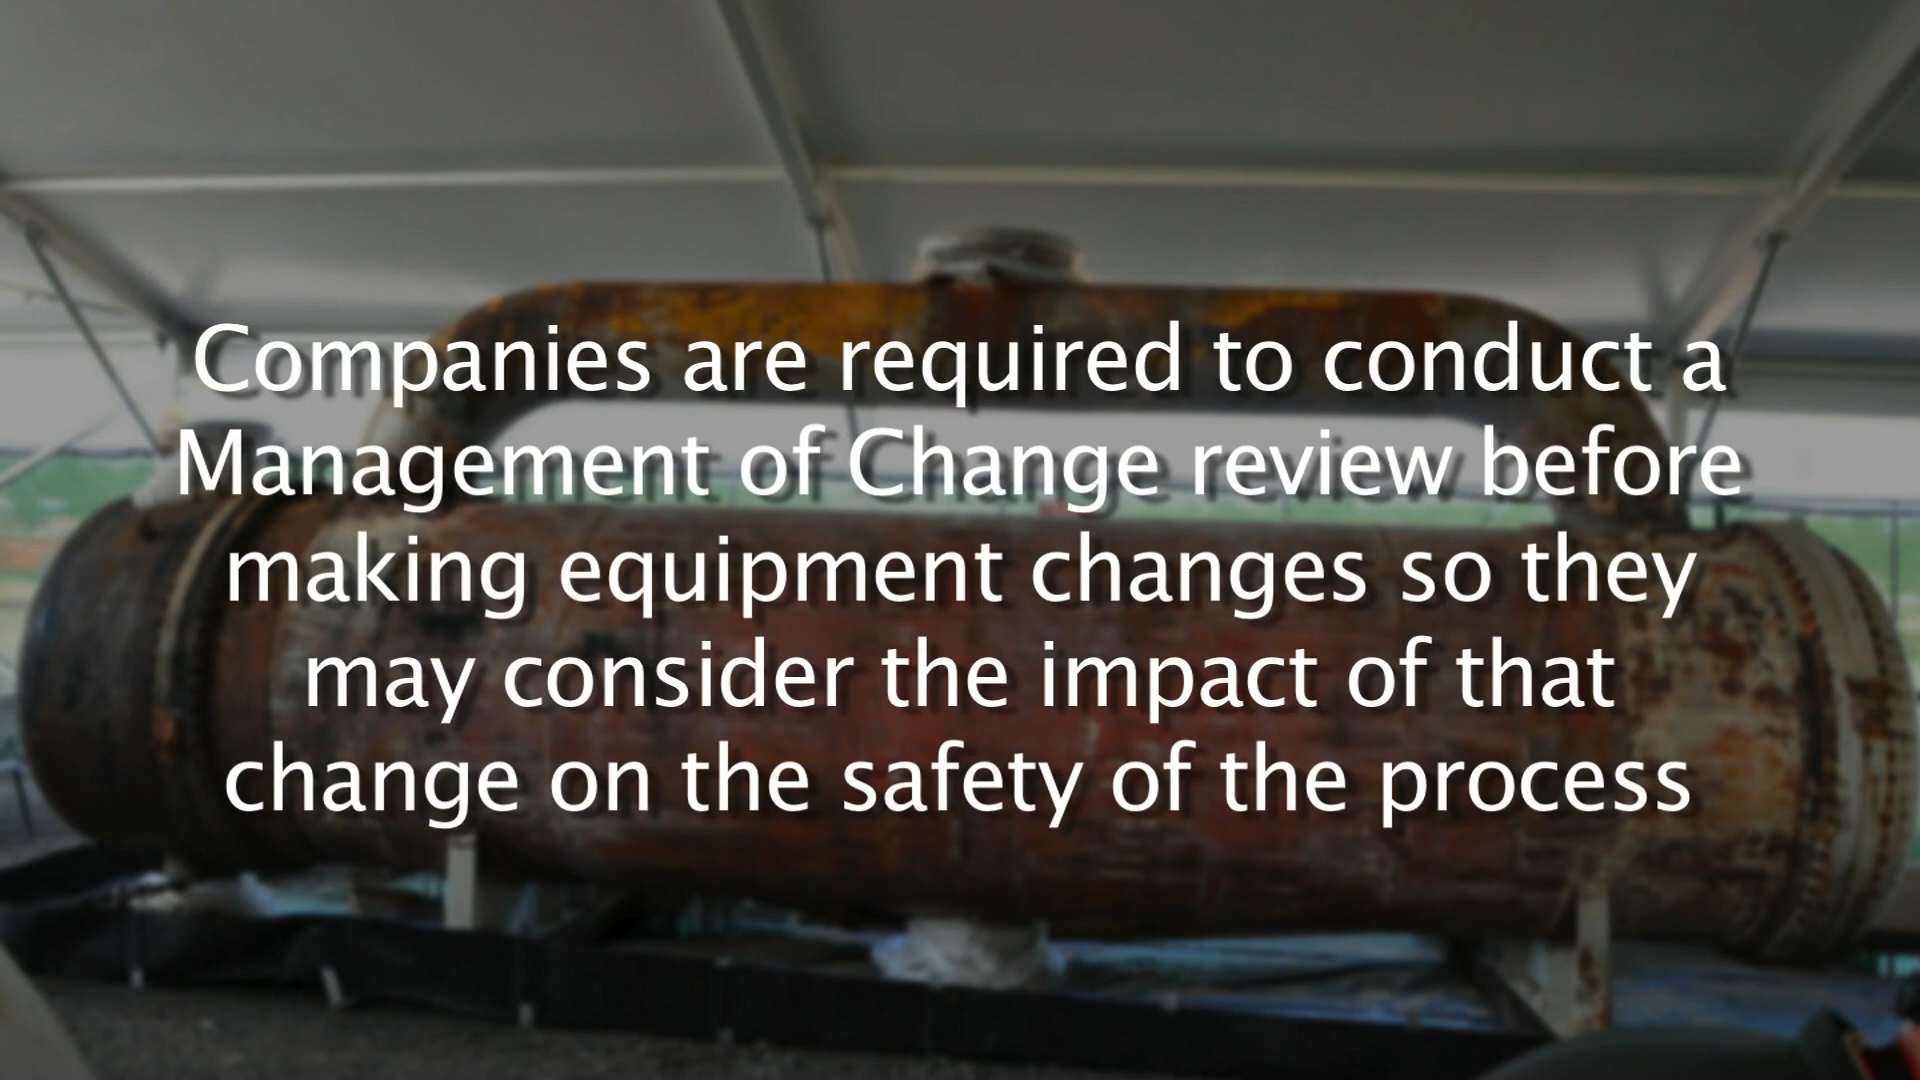 Companies are required to conduct a
Management of Change review before
making equipment changes so they
may consider the impact of that
change on the safety of the process